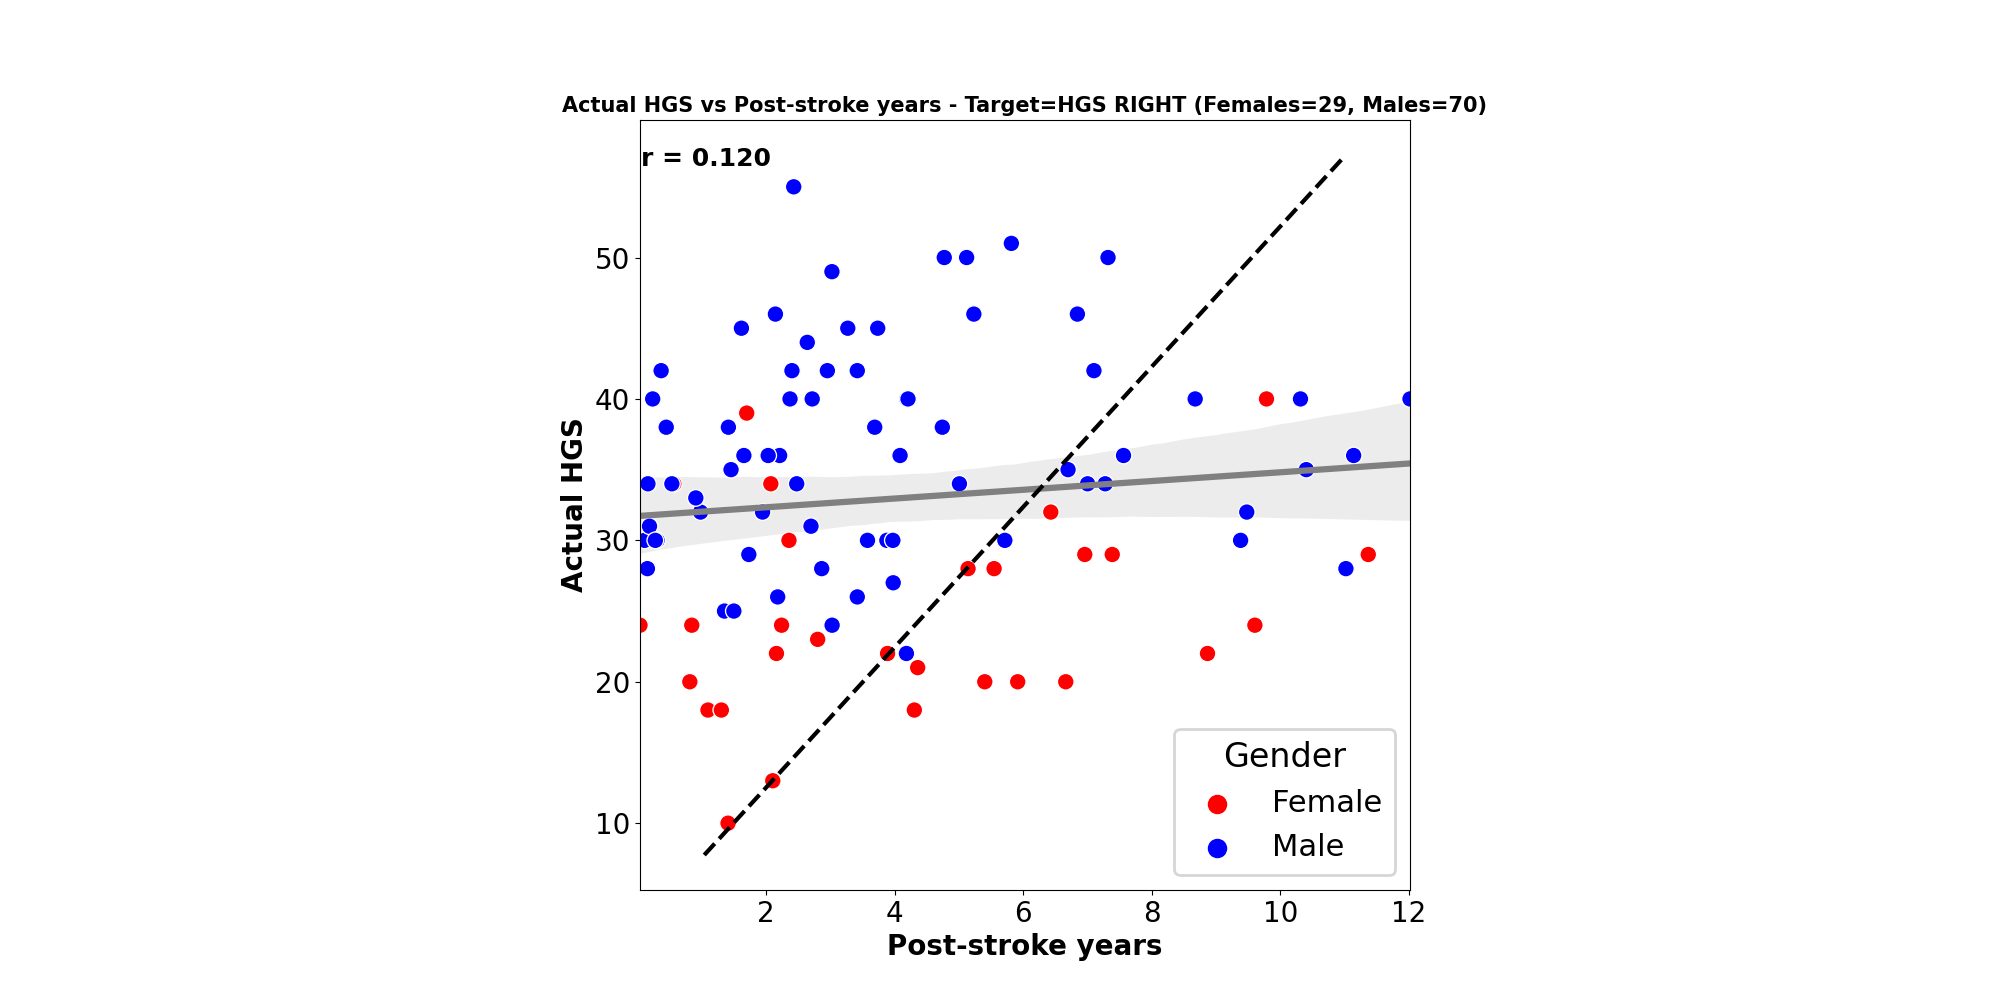 Actual HGS vs Post-stroke years - Target=HGS RIGHT (Females=29, Males=70)
r = 0.120
50
40
30
20
10
Actual HGS
Gender
Female
Male
2 4 6 8 10 12
Post-stroke years